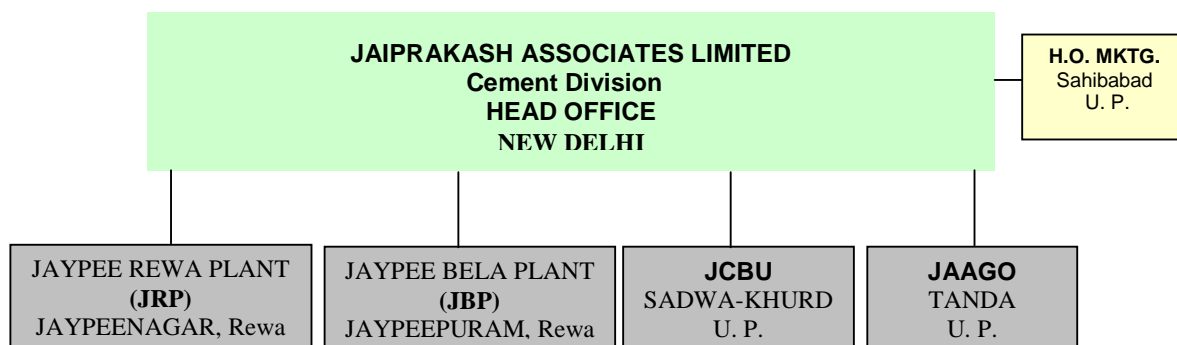 JAIPRAKASH ASSOCIATES LIMITED
Cement Division
HEAD OFFICE
NEW DELHI
H.O. MKTG.
Sahibabad
U. P.
JAYPEE REWA PLANT
(JRP)
JAYPEENAGAR, Rewa
JAYPEE BELA PLANT
(JBP)
JAYPEEPURAM, Rewa
JCBU
SADWA-KHURD
U. P.
JAAGO
TANDA
U. P.